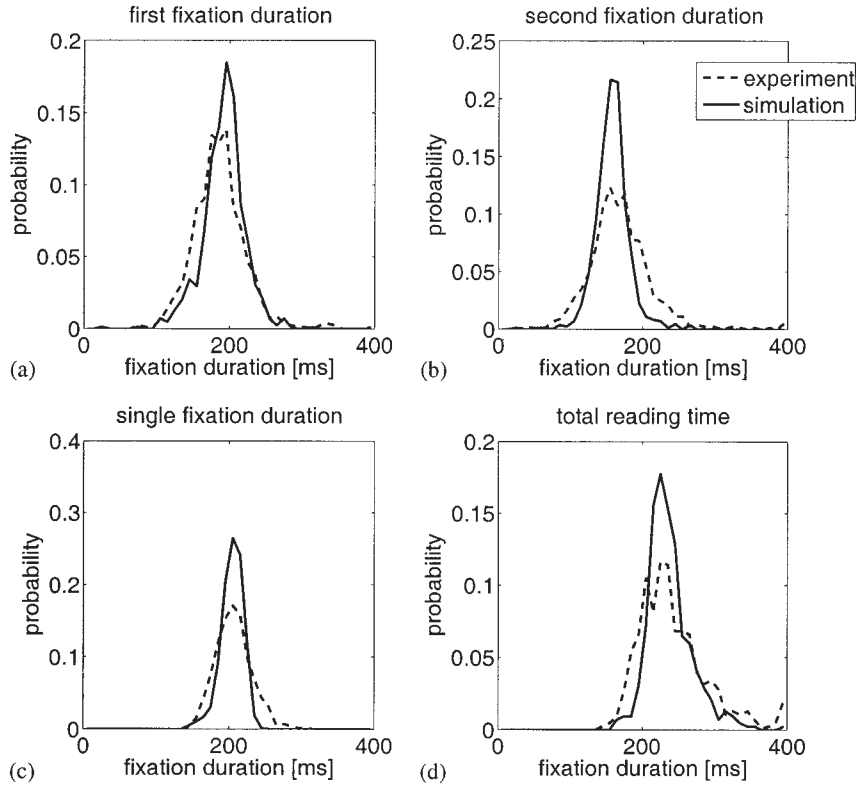 first fixation duration
0.2
0.15
0.1
0.05
0
probability
0
200
400
fixation duration [ms]
(a)
second fixation duration
0.25
0.2
0.15
0.1
0.05
0
probability
experiment
simulation
0
200
400
fixation duration [ms]
(b)
single fixation duration
0.4
0.3
0.2
0.1
0
probability
0
200
400
fixation duration [ms]
(c)
total reading time
0.2
0.15
0.1
0.05
0
probability
0
200
400
fixation duration [ms]
(d)